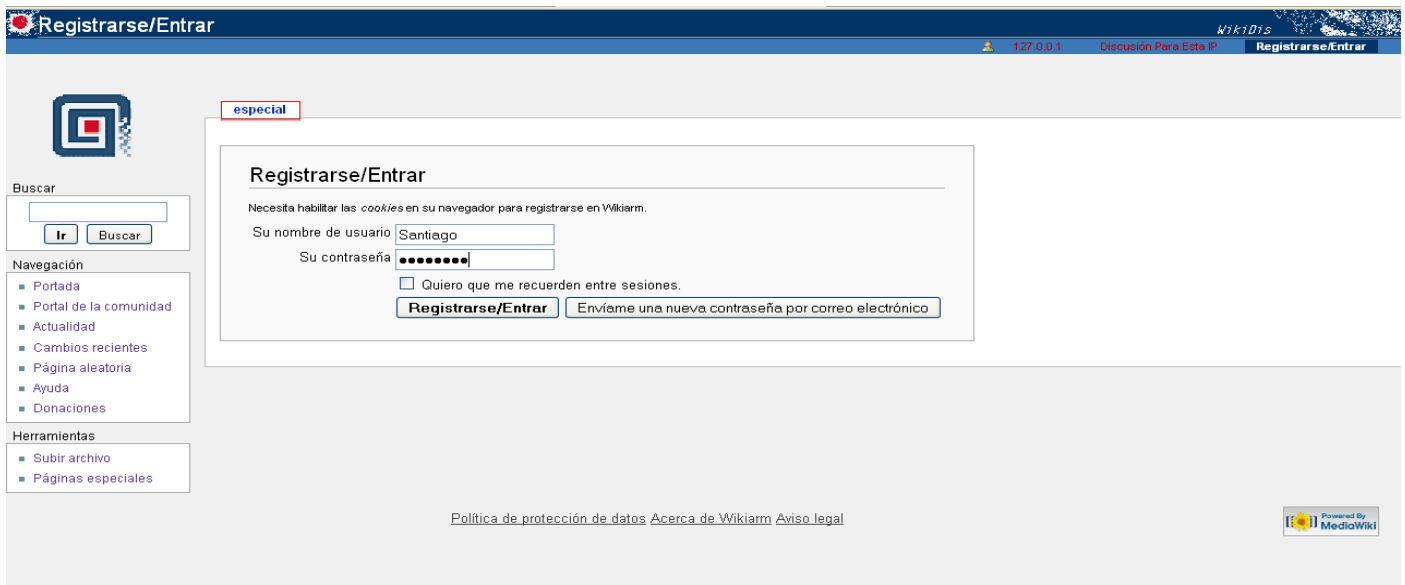 Registrarse/Entrar
WikiDis
127.0.0.1 Discusión Para Esta IP Registrarse/Entrar
especial
Registrarse/Entrar
Necesita habilitar las cookies en su navegador para registrarse en Wikiarm.
Su nombre de usuario Santiago
Su contraseña ●●●●●●●●
Quiero que me recuerden entre sesiones.
Registrarse/Entrar Envíame una nueva contraseña por correo electrónico
Buscar
Ir Buscar
Navegación
Portada
Portal de la comunidad
Actualidad
Cambios recientes
Página aleatoria
Ayuda
Donaciones
Herramientas
Subir archivo
Páginas especiales
Política de protección de datos Acerca de Wikiarm Aviso legal
Powered By
MediaWiki